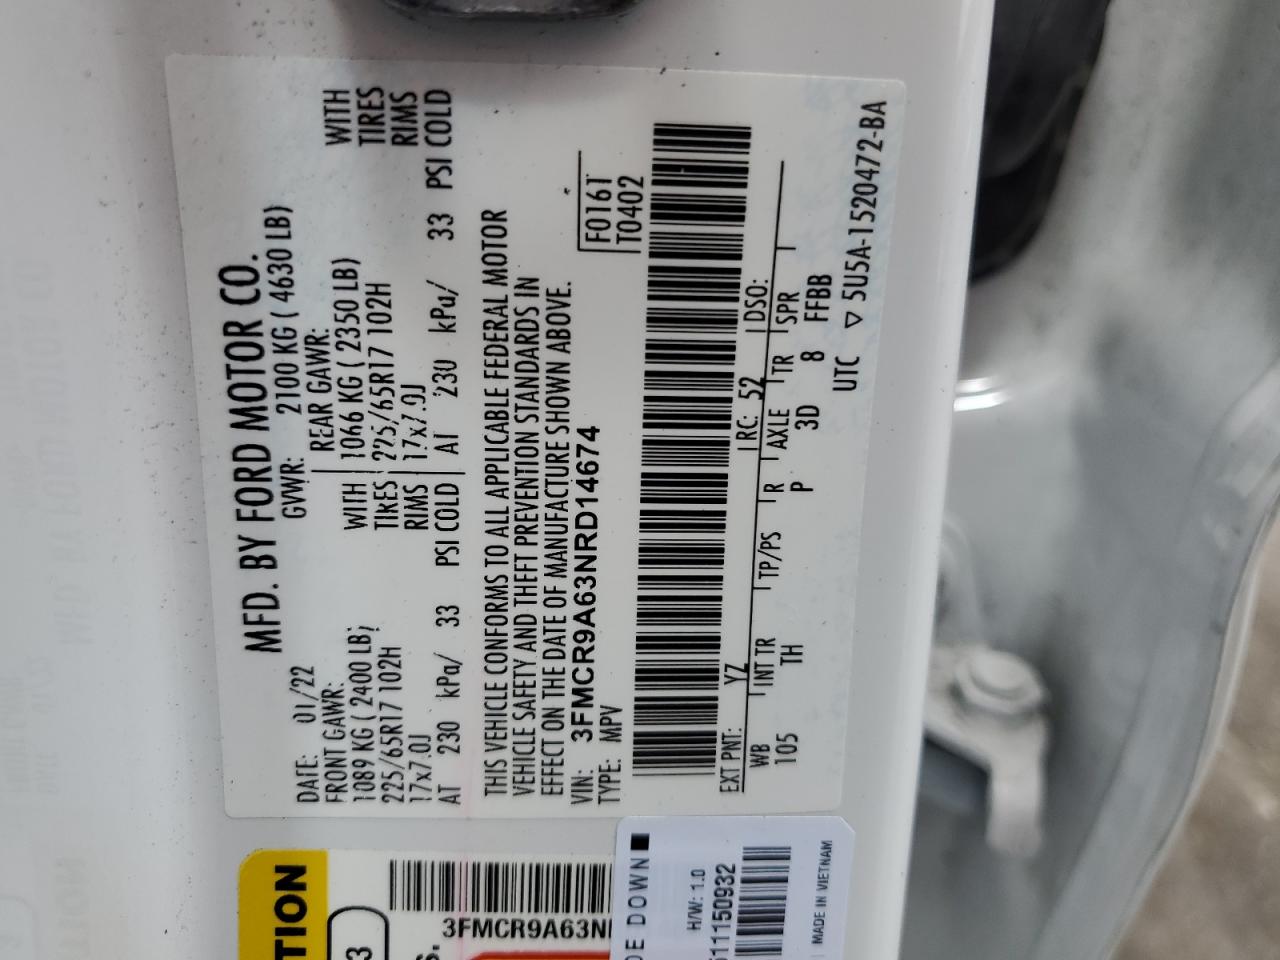 MFD. BY FORD MOTOR CO.
DATE: 01/22 GVWR: 2100 KG ( 4630 LB)
FRONT GAWR: REAR GAWR:
1089 KG ( 2400 LB) WITH 1066 KG ( 2350 LB) WITH
225/65R17 102H TIRES 225/65R17 102H TIRES
17x7.0J RIMS 17x7.0J RIMS
AT 230 kPa/ 33 PSI COLD AT 230 kPa/ 33 PSI COLD
THIS VEHICLE CONFORMS TO ALL APPLICABLE FEDERAL MOTOR
VEHICLE SAFETY AND THEFT PREVENTION STANDARDS IN
EFFECT ON THE DATE OF MANUFACTURE SHOWN ABOVE.
VIN: 3FMCR9A63NRD14674 F0161
TYPE: MPV T0402
EXT PNT: YZ RC: 52 DSO:
WB INT TR TP/PS R AXLE TR SPR
105 TH P 3D 8 FFBB
UTC ▽ 5U5A-1520472-BA
TION
3
S.
3FMCR9A63N
DE DOWN
H/W: 1.0
511150932
MADE IN VIETNAM